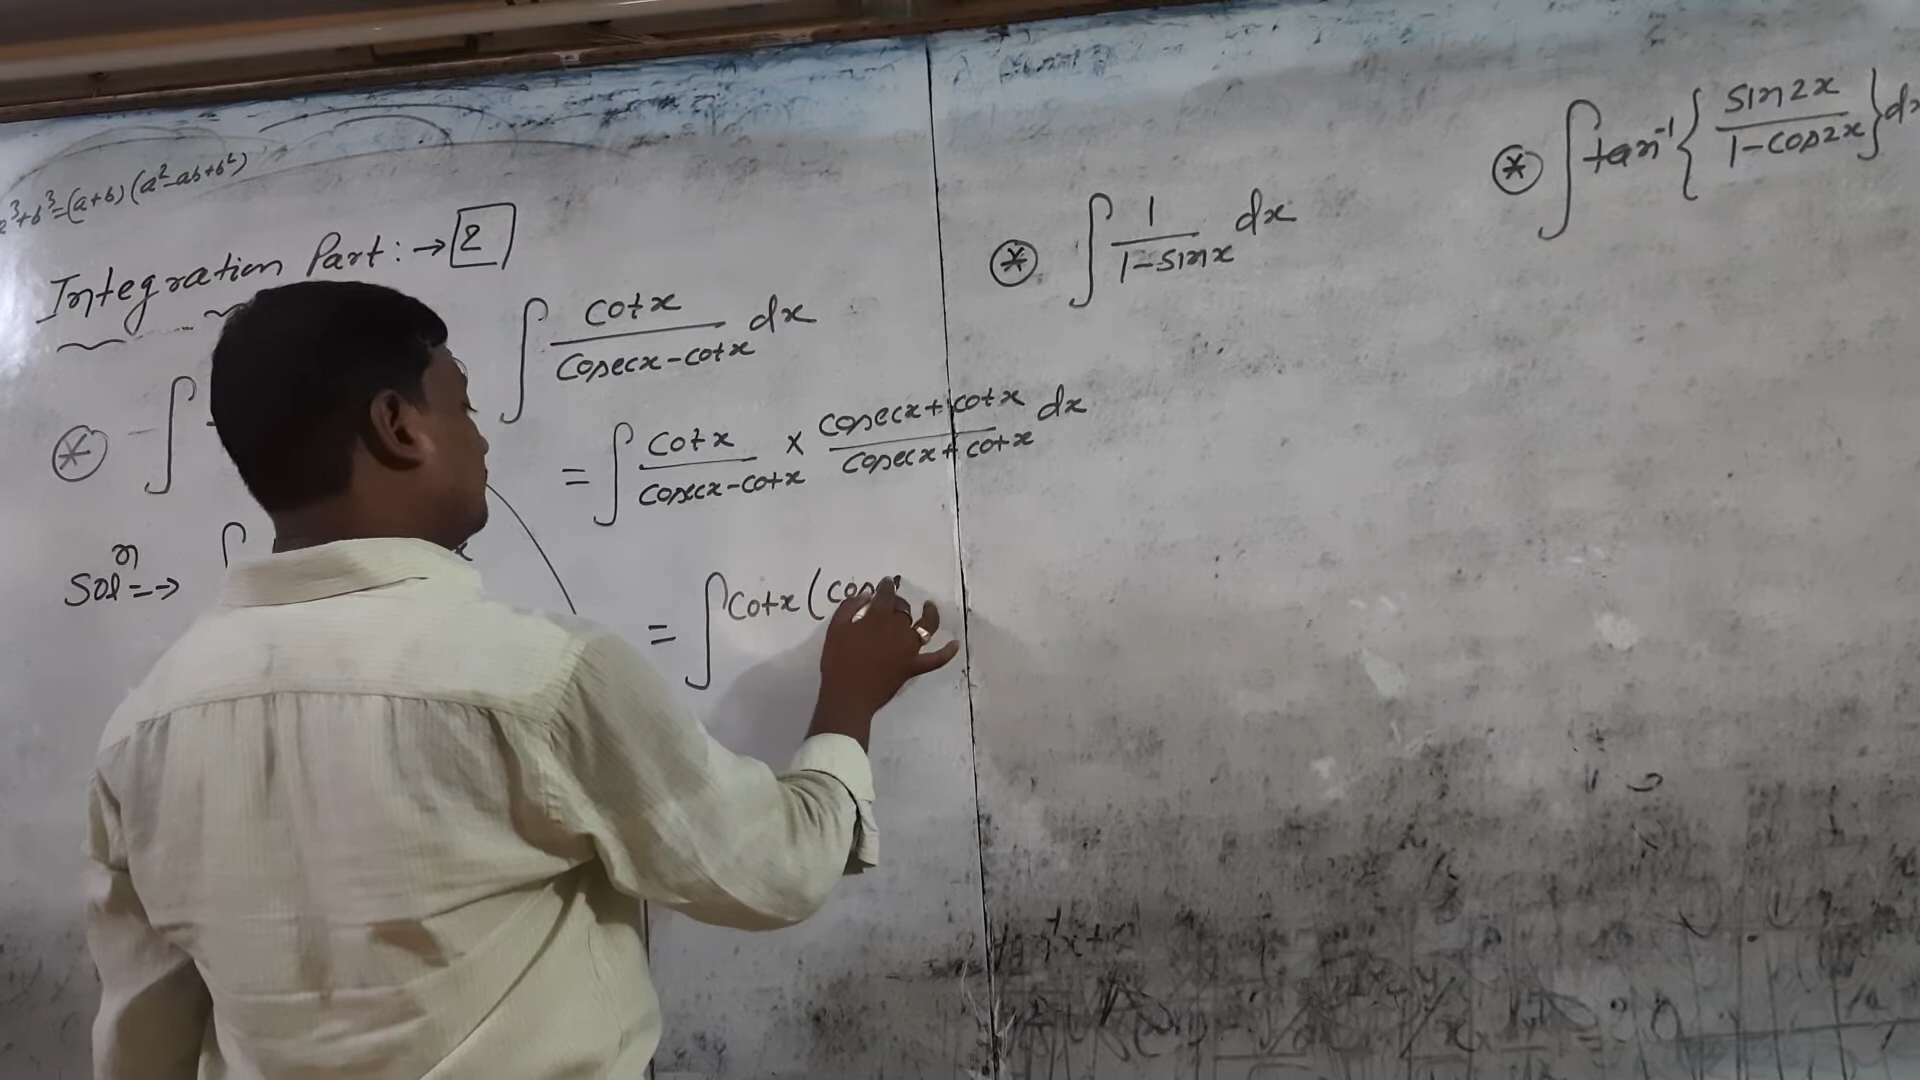 a³+b³=(a+b)(a²-ab+b²)
Integration Part:→ 2
∫ cotx/(cosecx-cotx) dx
= ∫ cotx/(cosecx-cotx) × (cosecx+cotx)/(cosecx+cotx) dx
Solⁿ=→
= ∫ cotx(cos
⊛ ∫ 1/(1-sinx) dx
⊛ ∫ tan⁻¹{sin2x/(1-cos2x)}dx